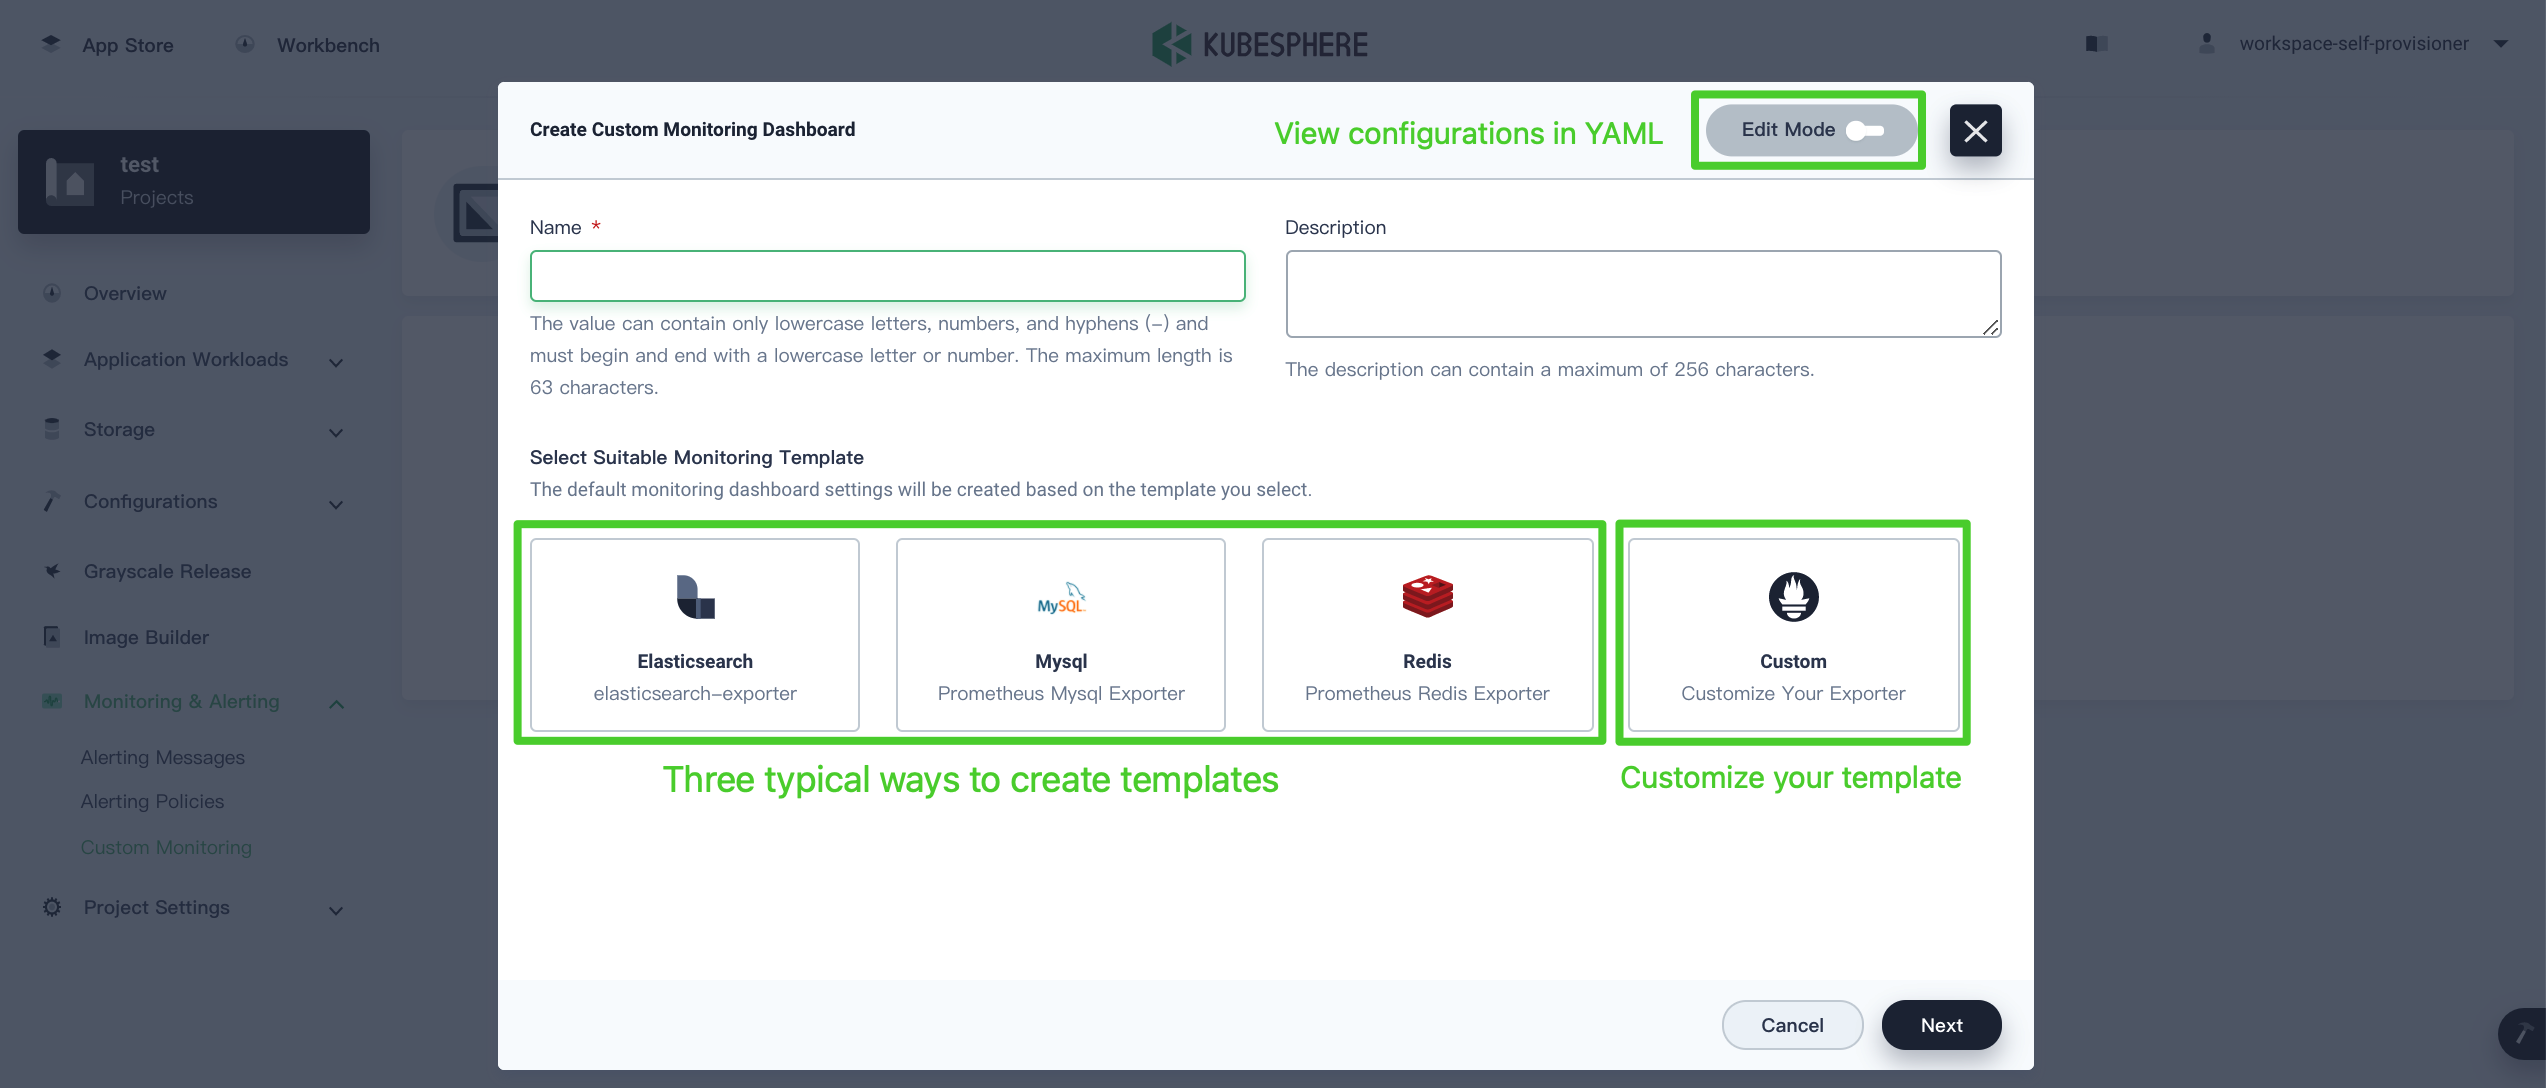 App Store
Workbench
KUBESPHERE
workspace-self-provisioner
test
Projects
Overview
Application Workloads
Storage
Configurations
Grayscale Release
Image Builder
Monitoring & Alerting
Alerting Messages
Alerting Policies
Custom Monitoring
Project Settings
Create Custom Monitoring Dashboard
View configurations in YAML
Edit Mode
Name *
Description
The value can contain only lowercase letters, numbers, and hyphens (-) and
must begin and end with a lowercase letter or number. The maximum length is
63 characters.
The description can contain a maximum of 256 characters.
Select Suitable Monitoring Template
The default monitoring dashboard settings will be created based on the template you select.
MySQL
Elasticsearch
elasticsearch-exporter
Mysql
Prometheus Mysql Exporter
Redis
Prometheus Redis Exporter
Custom
Customize Your Exporter
Three typical ways to create templates
Customize your template
Cancel
Next